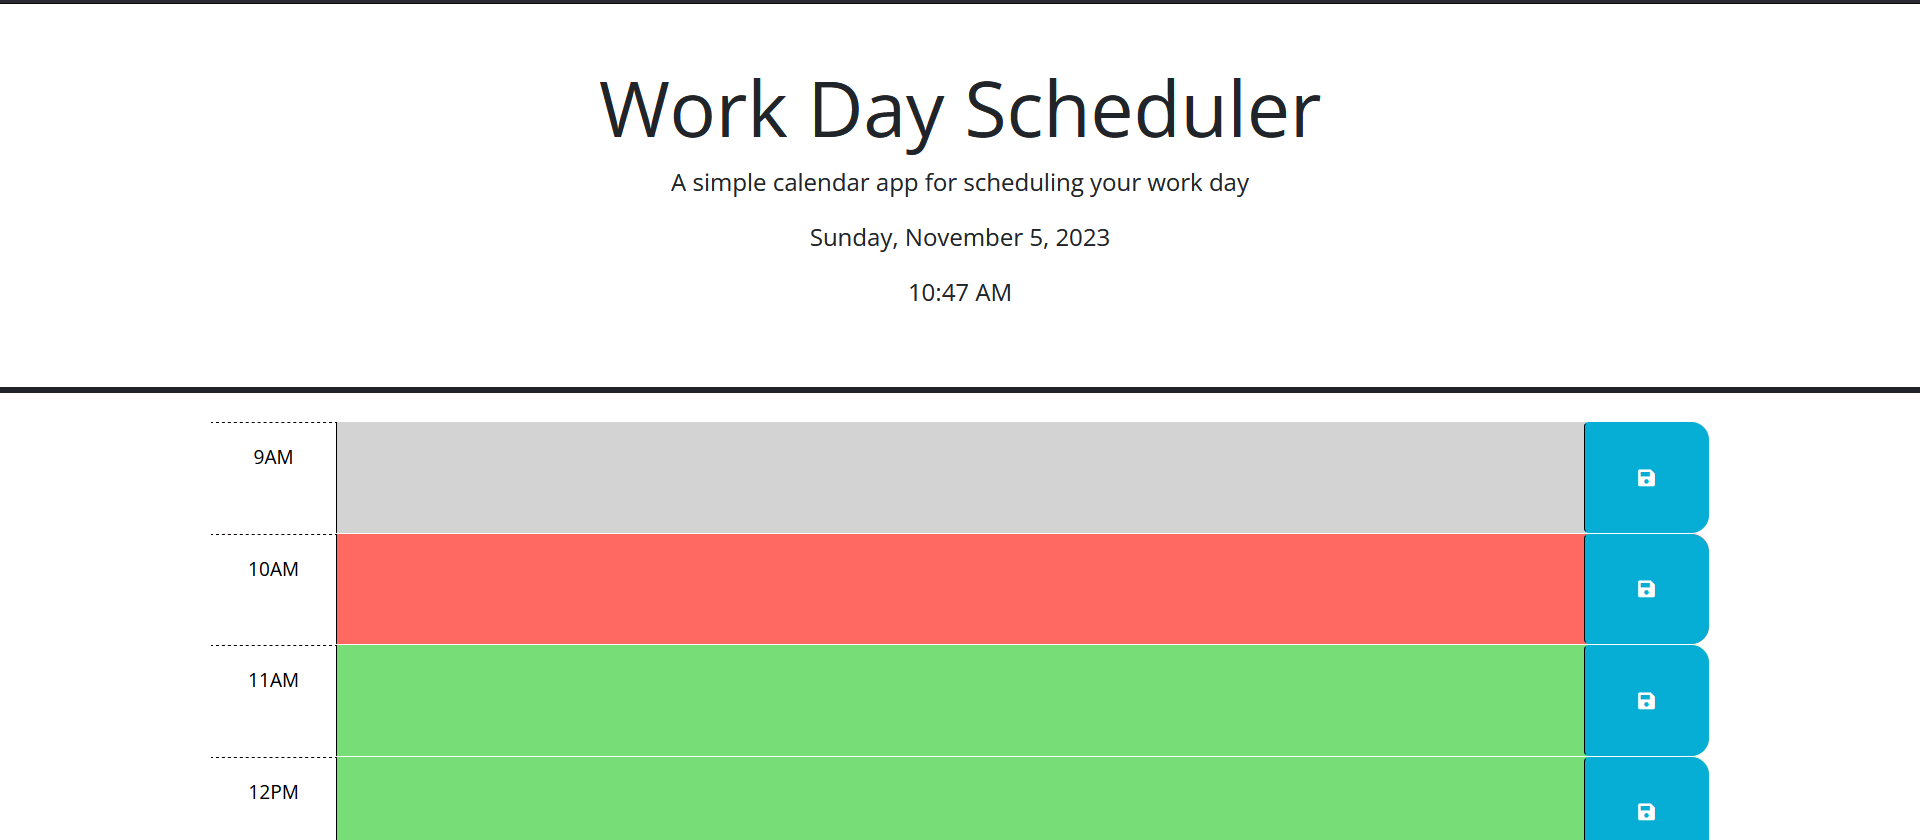 Work Day Scheduler
A simple calendar app for scheduling your work day
Sunday, November 5, 2023
10:47 AM
9AM
10AM
11AM
12PM